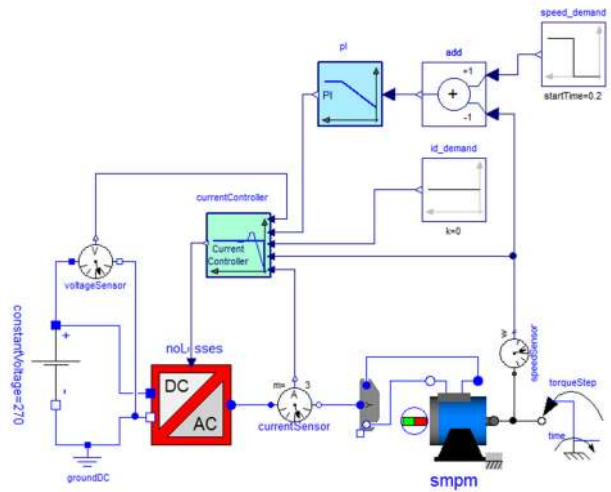 speed_demand
startTime=0.2
pI
PI
add
+1
+
-1
id_demand
k=0
currentController
Current
Controller
V
voltageSensor
constantVoltage=270
+
-
groundDC
noLosses
DC
AC
m=
3
A
currentSensor
w
speedSensor
torqueStep
time
smpm